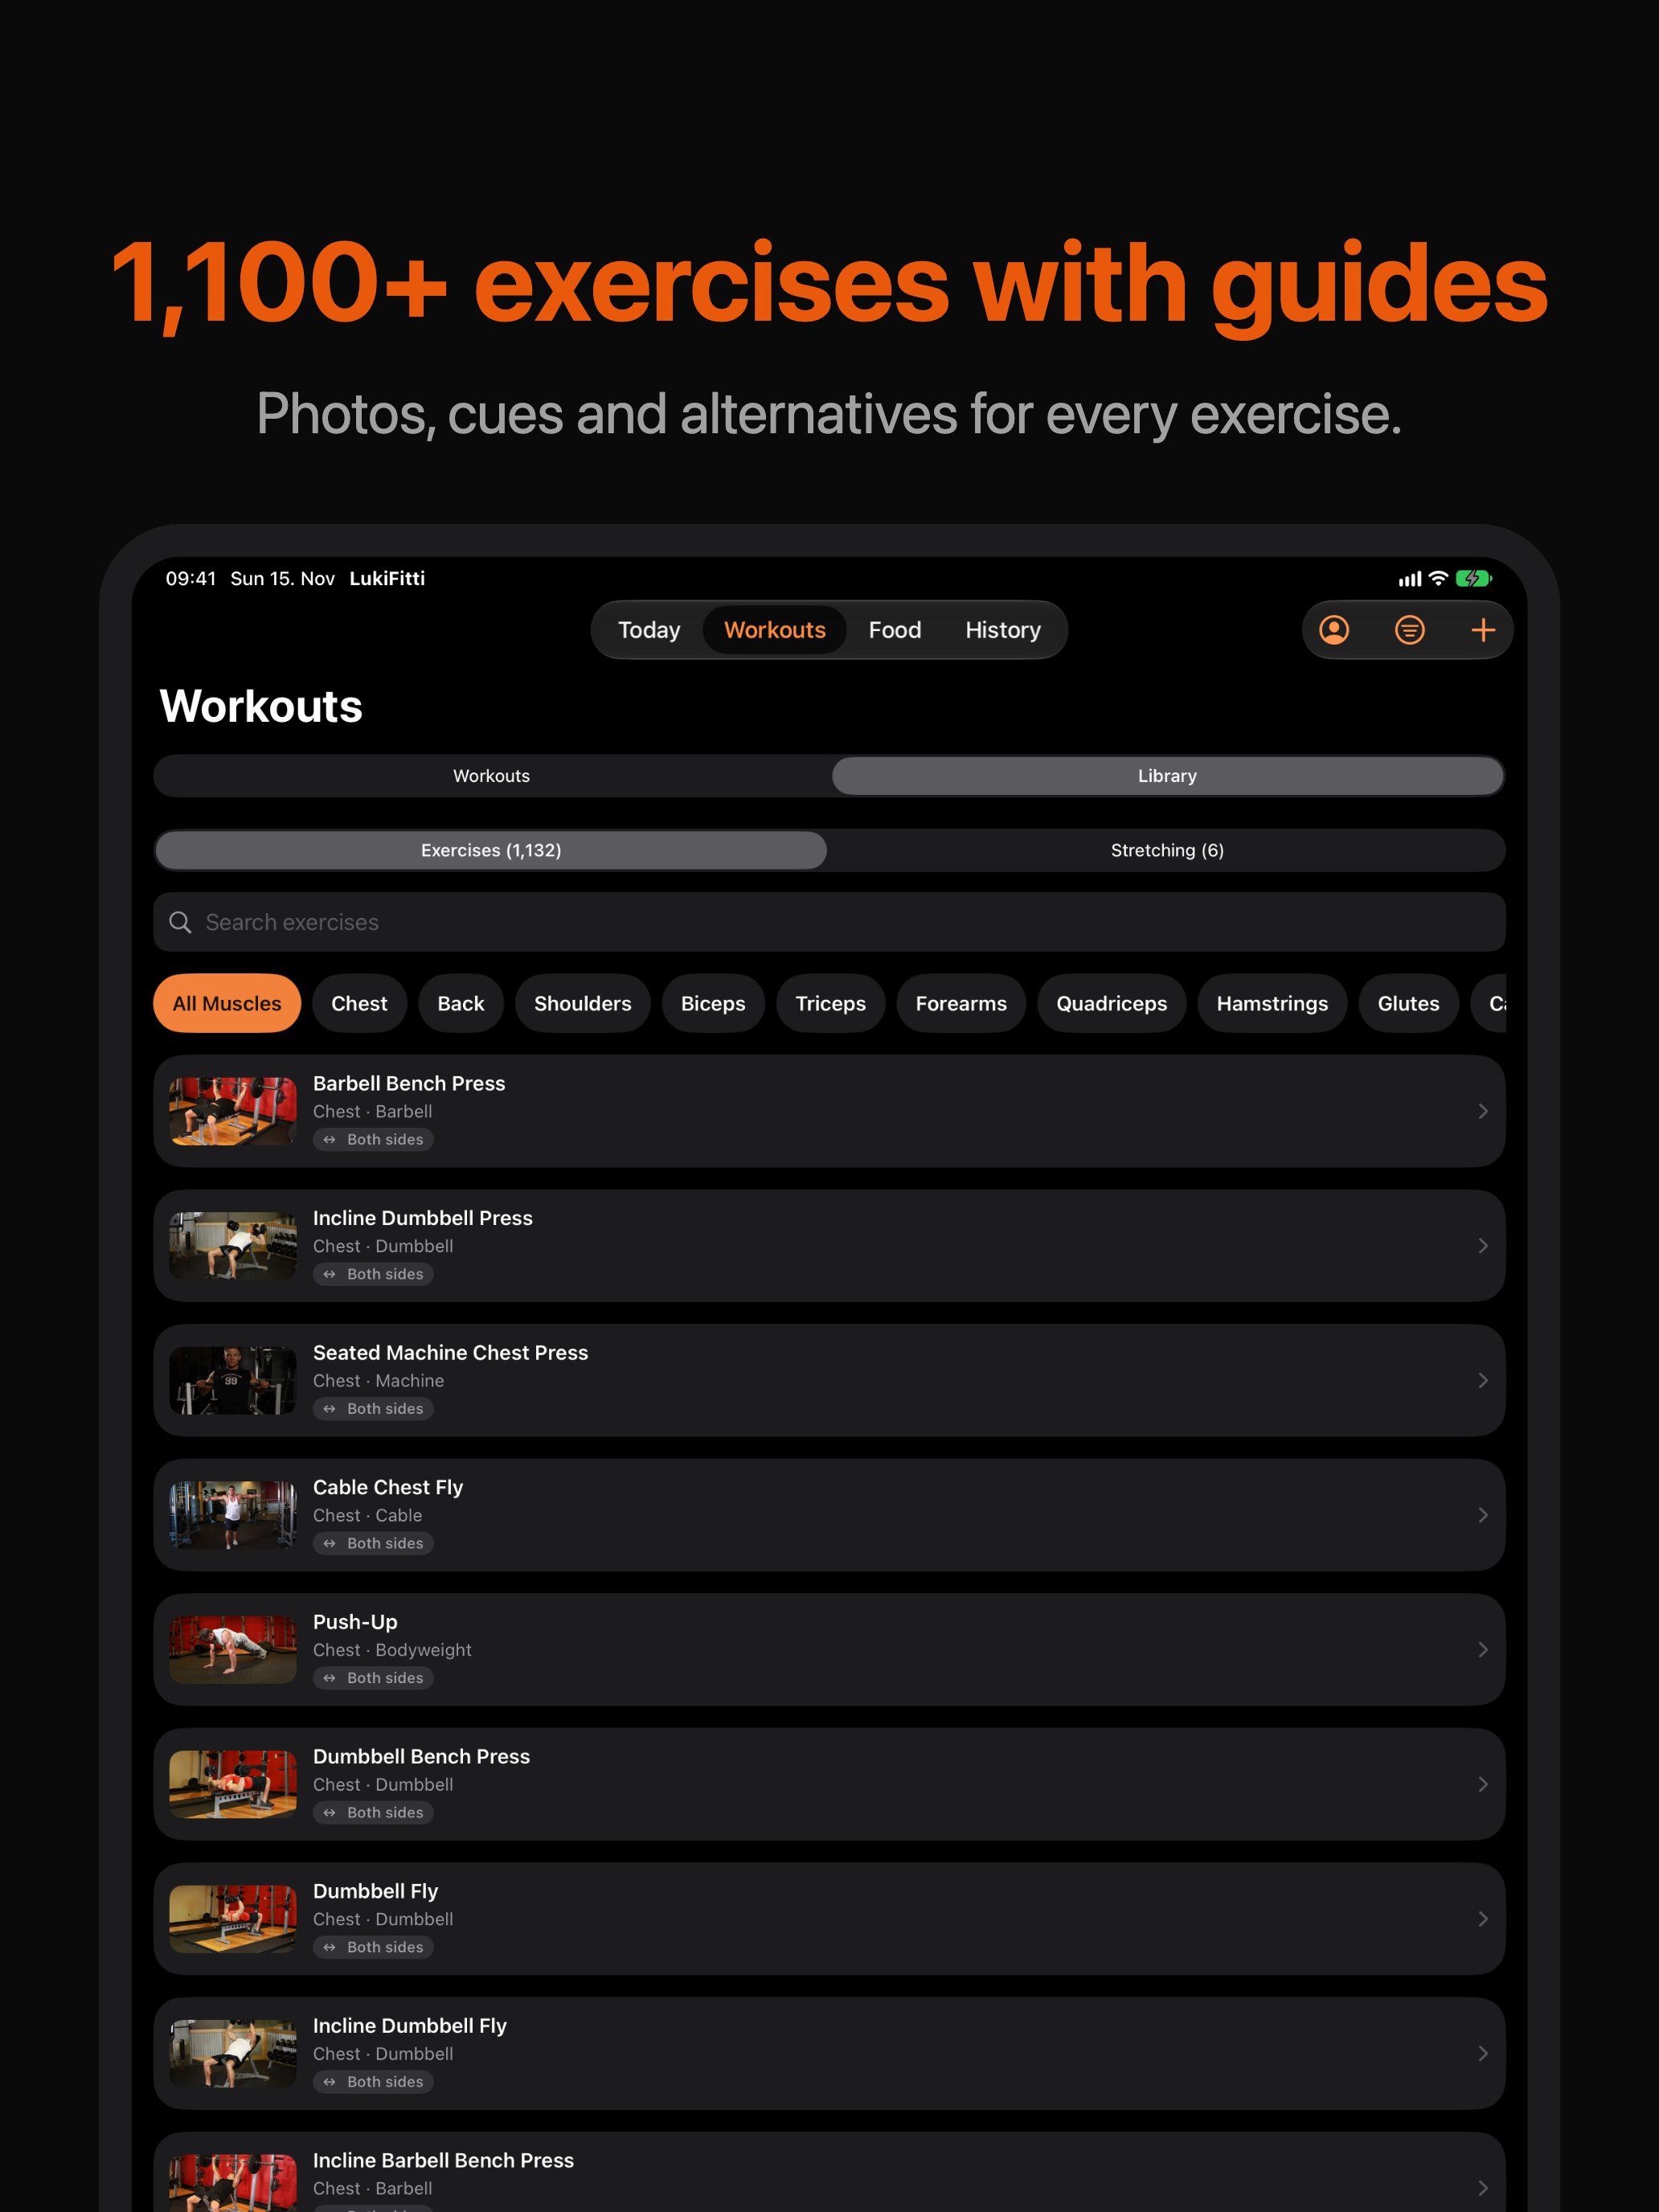 1,100+ exercises with guides
Photos, cues and alternatives for every exercise.
09:41 Sun 15. Nov LukiFitti
Today Workouts Food History
Workouts
Workouts Library
Exercises (1,132) Stretching (6)
Search exercises
All Muscles Chest Back Shoulders Biceps Triceps Forearms Quadriceps Hamstrings Glutes
Barbell Bench Press
Chest · Barbell
Both sides
Incline Dumbbell Press
Chest · Dumbbell
Both sides
Seated Machine Chest Press
Chest · Machine
Both sides
99
Cable Chest Fly
Chest · Cable
Both sides
Push-Up
Chest · Bodyweight
Both sides
Dumbbell Bench Press
Chest · Dumbbell
Both sides
Dumbbell Fly
Chest · Dumbbell
Both sides
Incline Dumbbell Fly
Chest · Dumbbell
Both sides
Incline Barbell Bench Press
Chest · Barbell